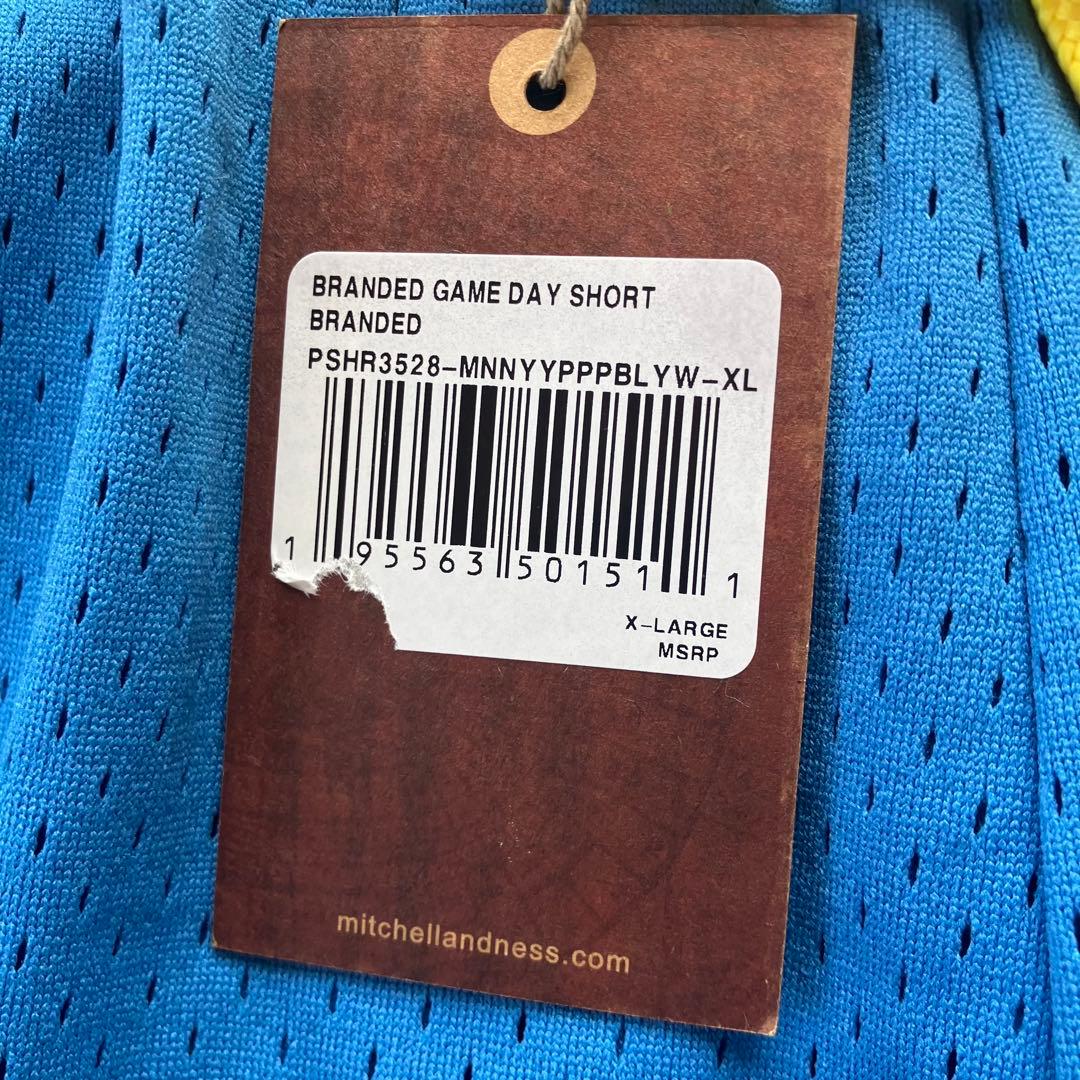 BRANDED GAME DAY SHORT
BRANDED
PSHR3528-MNNYYPPPBLYW-XL
1 95563 50151 1
X-LARGE
MSRP
mitchellandness.com